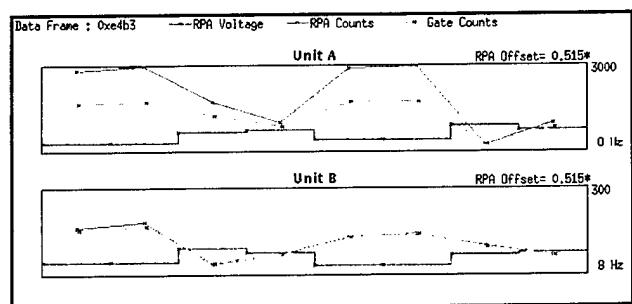 Data Frame : 0xe4b3 RPA Voltage RPA Counts Gate Counts
Unit A RPA Offset= 0.515*
3000
0 Hz
Unit B RPA Offset= 0.515*
300
8 Hz